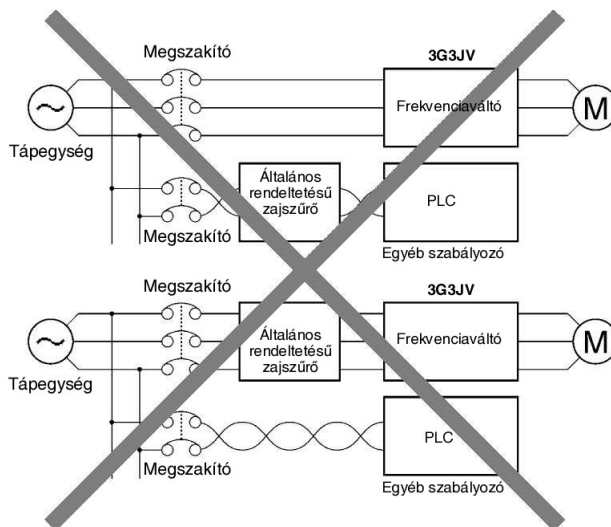 Megszakító
3G3JV
Frekvenciaváltó
M
Tápegység
Általános
rendeltetésű
zajszűrő
PLC
Megszakító
Egyéb szabályozó
Megszakító
3G3JV
Általános
rendeltetésű
zajszűrő
Frekvenciaváltó
M
Tápegység
PLC
Megszakító
Egyéb szabályozó